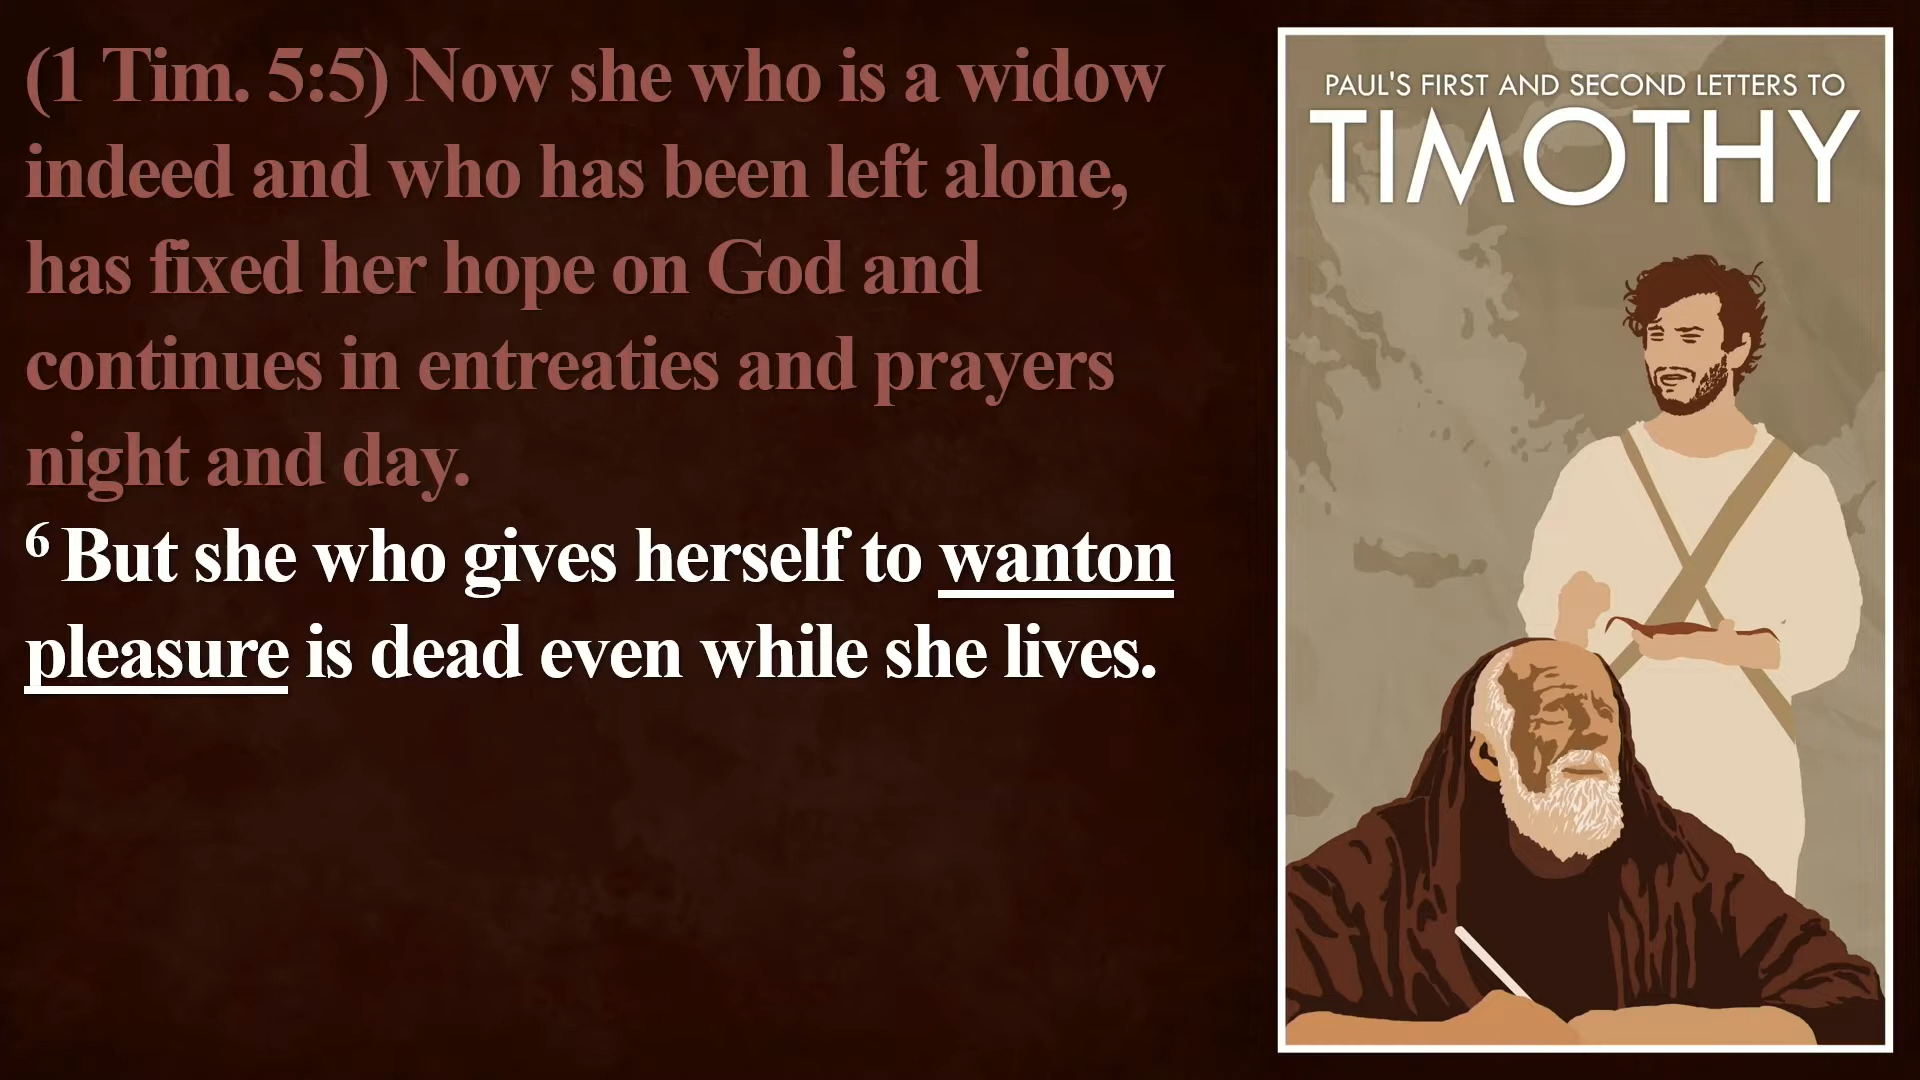 (1 Tim. 5:5) Now she who is a widow
indeed and who has been left alone,
has fixed her hope on God and
continues in entreaties and prayers
night and day.
6 But she who gives herself to wanton
pleasure is dead even while she lives.
PAUL'S FIRST AND SECOND LETTERS TO
TIMOTHY